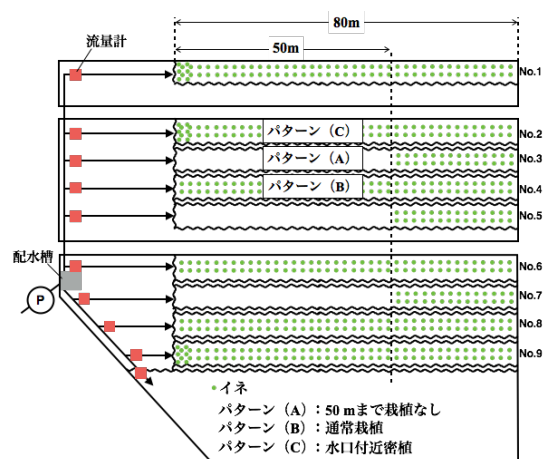 80m
流量計
50m
No.1
パターン（C）
No.2
パターン（A）
No.3
パターン（B）
No.4
No.5
配水槽
No.6
P
No.7
No.8
No.9
イネ
パターン（A）：50 mまで栽植なし
パターン（B）：通常栽植
パターン（C）：水口付近密植